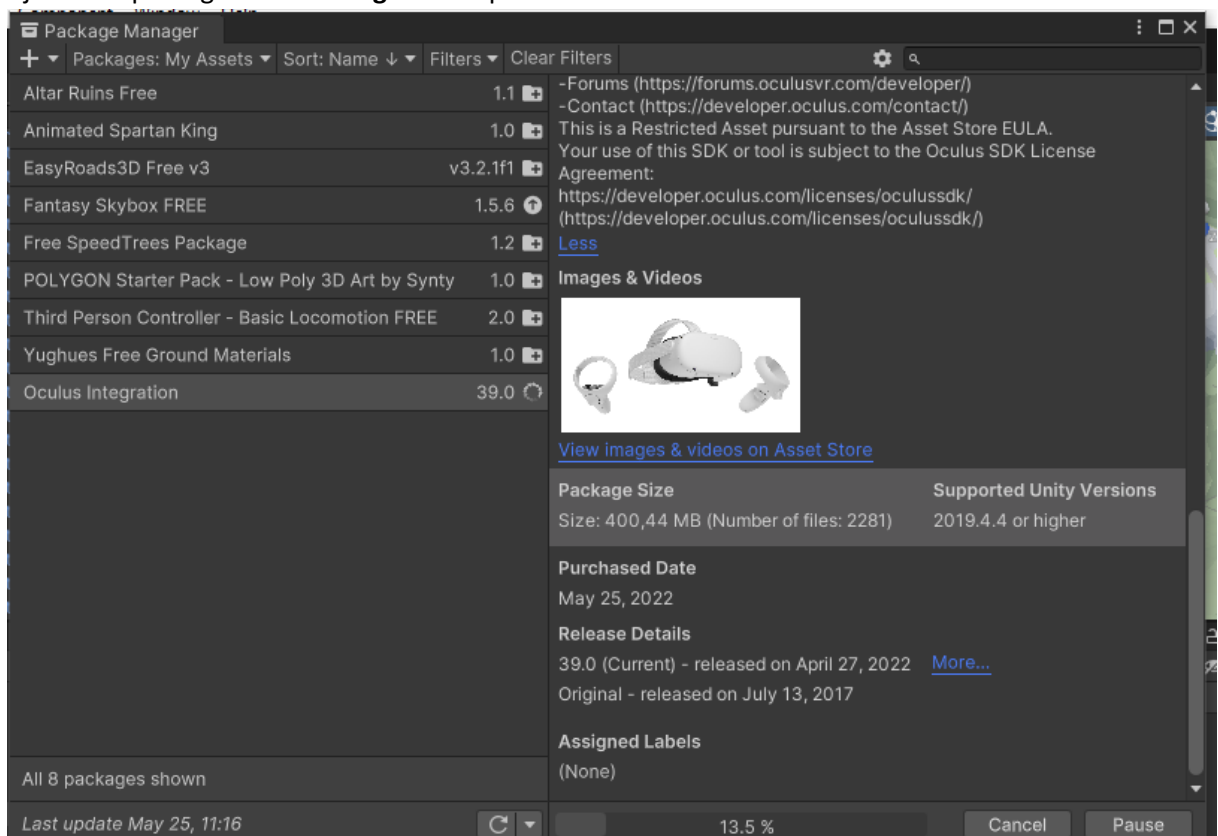 Package Manager
Packages: My Assets Sort: Name ↓ Filters Clear Filters
Altar Ruins Free 1.1
Animated Spartan King 1.0
EasyRoads3D Free v3 v3.2.1f1
Fantasy Skybox FREE 1.5.6
Free SpeedTrees Package 1.2
POLYGON Starter Pack - Low Poly 3D Art by Synty 1.0
Third Person Controller - Basic Locomotion FREE 2.0
Yughues Free Ground Materials 1.0
Oculus Integration 39.0
All 8 packages shown
Last update May 25, 11:16
-Forums (https://forums.oculusvr.com/developer/)
-Contact (https://developer.oculus.com/contact/)
This is a Restricted Asset pursuant to the Asset Store EULA.
Your use of this SDK or tool is subject to the Oculus SDK License
Agreement:
https://developer.oculus.com/licenses/oculussdk/
(https://developer.oculus.com/licenses/oculussdk/)
Less
Images & Videos
View images & videos on Asset Store
Package Size Supported Unity Versions
Size: 400,44 MB (Number of files: 2281) 2019.4.4 or higher
Purchased Date
May 25, 2022
Release Details
39.0 (Current) - released on April 27, 2022 More...
Original - released on July 13, 2017
Assigned Labels
(None)
13.5 % Cancel Pause